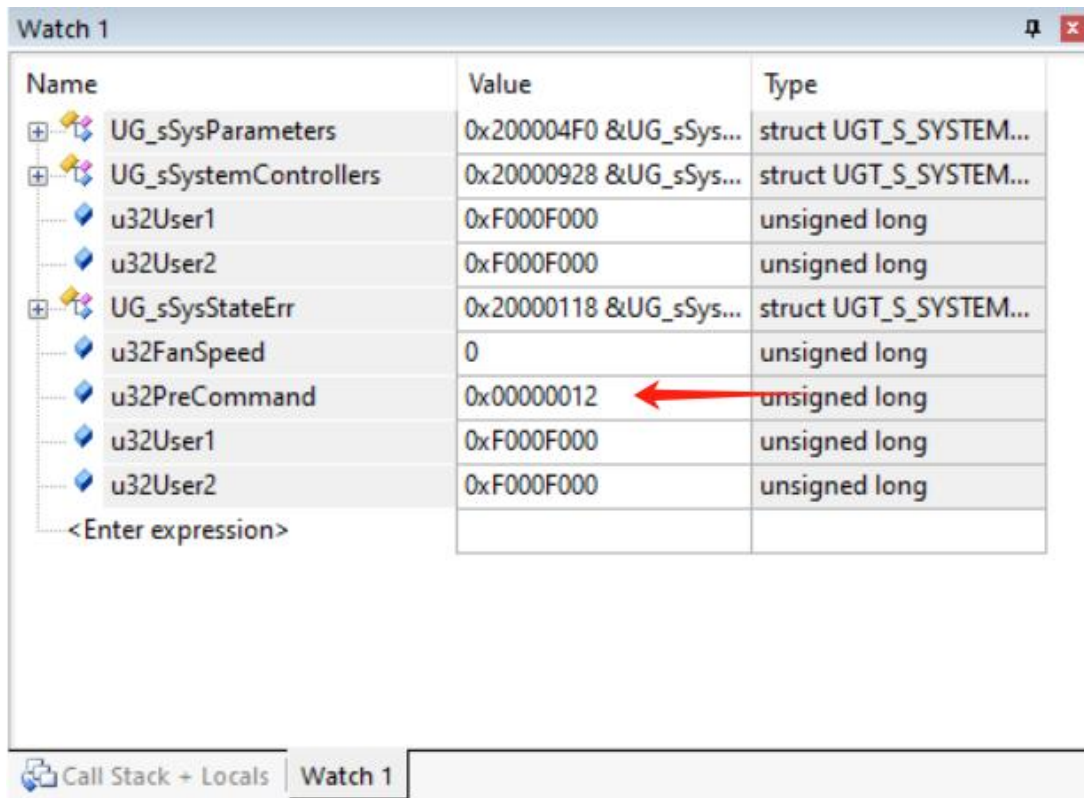 Watch 1
Name Value Type
UG_sSysParameters 0x200004F0 &UG_sSys... struct UGT_S_SYSTEM...
UG_sSystemControllers 0x20000928 &UG_sSys... struct UGT_S_SYSTEM...
u32User1 0xF000F000 unsigned long
u32User2 0xF000F000 unsigned long
UG_sSysStateErr 0x20000118 &UG_sSys... struct UGT_S_SYSTEM...
u32FanSpeed 0 unsigned long
u32PreCommand 0x00000012 unsigned long
u32User1 0xF000F000 unsigned long
u32User2 0xF000F000 unsigned long
<Enter expression>
Call Stack + Locals Watch 1